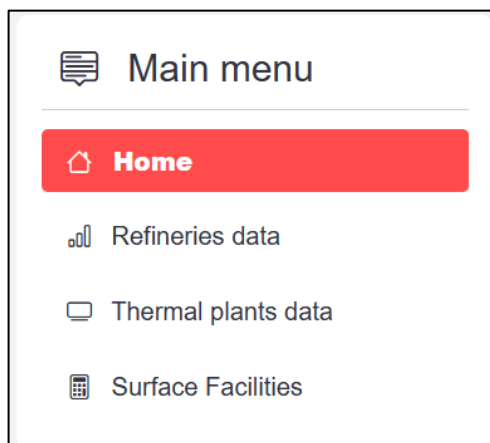 Main menu
Home
Refineries data
Thermal plants data
Surface Facilities